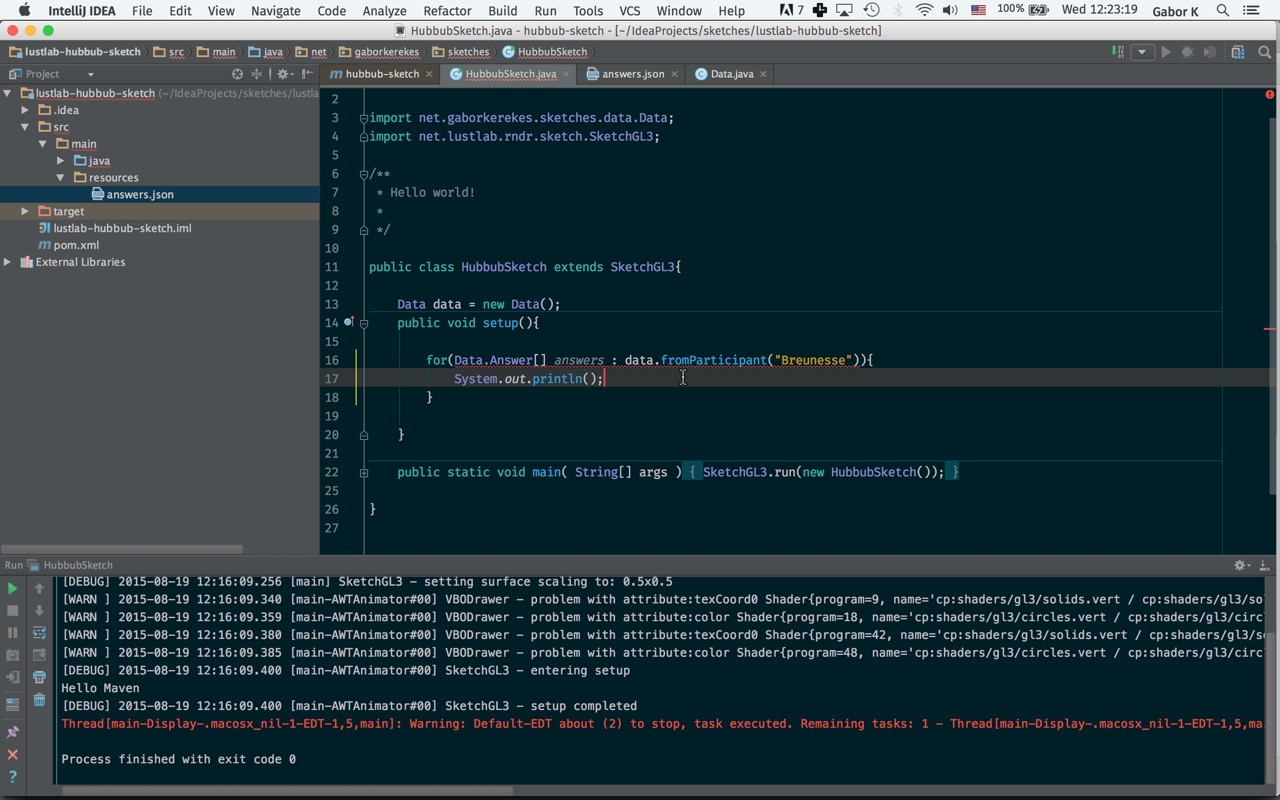 IntelliJ IDEA File Edit View Navigate Code Analyze Refactor Build Run Tools VCS Window Help 7 100% Wed 12:23:19 Gabor K
HubbubSketch.java - hubbub-sketch - [~/IdeaProjects/sketches/lustlab-hubbub-sketch]
lustlab-hubbub-sketch src main java net gaborkerekes sketches HubbubSketch
Project
hubbub-sketch HubbubSketch.java answers.json Data.java
lustlab-hubbub-sketch (~/IdeaProjects/sketches/lustla
.idea
src
main
java
resources
answers.json
target
lustlab-hubbub-sketch.iml
pom.xml
External Libraries
2
3 import net.gaborkerekes.sketches.data.Data;
4 import net.lustlab.rndr.sketch.SketchGL3;
5
6 /**
7 * Hello world!
8 *
9 */
10
11 public class HubbubSketch extends SketchGL3{
12
13 Data data = new Data();
14 public void setup(){
15
16 for(Data.Answer[] answers : data.fromParticipant("Breunesse")){
17 System.out.println();
18 }
19
20 }
21
22 public static void main( String[] args ) { SketchGL3.run(new HubbubSketch()); }
25
26 }
27
Run HubbubSketch
[DEBUG] 2015-08-19 12:16:09.256 [main] SketchGL3 - setting surface scaling to: 0.5x0.5
[WARN ] 2015-08-19 12:16:09.340 [main-AWTAnimator#00] VBODrawer - problem with attribute:texCoord0 Shader{program=9, name='cp:shaders/gl3/solids.vert / cp:shaders/gl3/so
[WARN ] 2015-08-19 12:16:09.359 [main-AWTAnimator#00] VBODrawer - problem with attribute:color Shader{program=18, name='cp:shaders/gl3/circles.vert / cp:shaders/gl3/circ
[WARN ] 2015-08-19 12:16:09.380 [main-AWTAnimator#00] VBODrawer - problem with attribute:texCoord0 Shader{program=42, name='cp:shaders/gl3/solids.vert / cp:shaders/gl3/s
[WARN ] 2015-08-19 12:16:09.385 [main-AWTAnimator#00] VBODrawer - problem with attribute:color Shader{program=48, name='cp:shaders/gl3/circles.vert / cp:shaders/gl3/circ
[DEBUG] 2015-08-19 12:16:09.400 [main-AWTAnimator#00] SketchGL3 - entering setup
Hello Maven
[DEBUG] 2015-08-19 12:16:09.400 [main-AWTAnimator#00] SketchGL3 - setup completed
Thread[main-Display-.macosx_nil-1-EDT-1,5,main]: Warning: Default-EDT about (2) to stop, task executed. Remaining tasks: 1 - Thread[main-Display-.macosx_nil-1-EDT-1,5,ma
Process finished with exit code 0